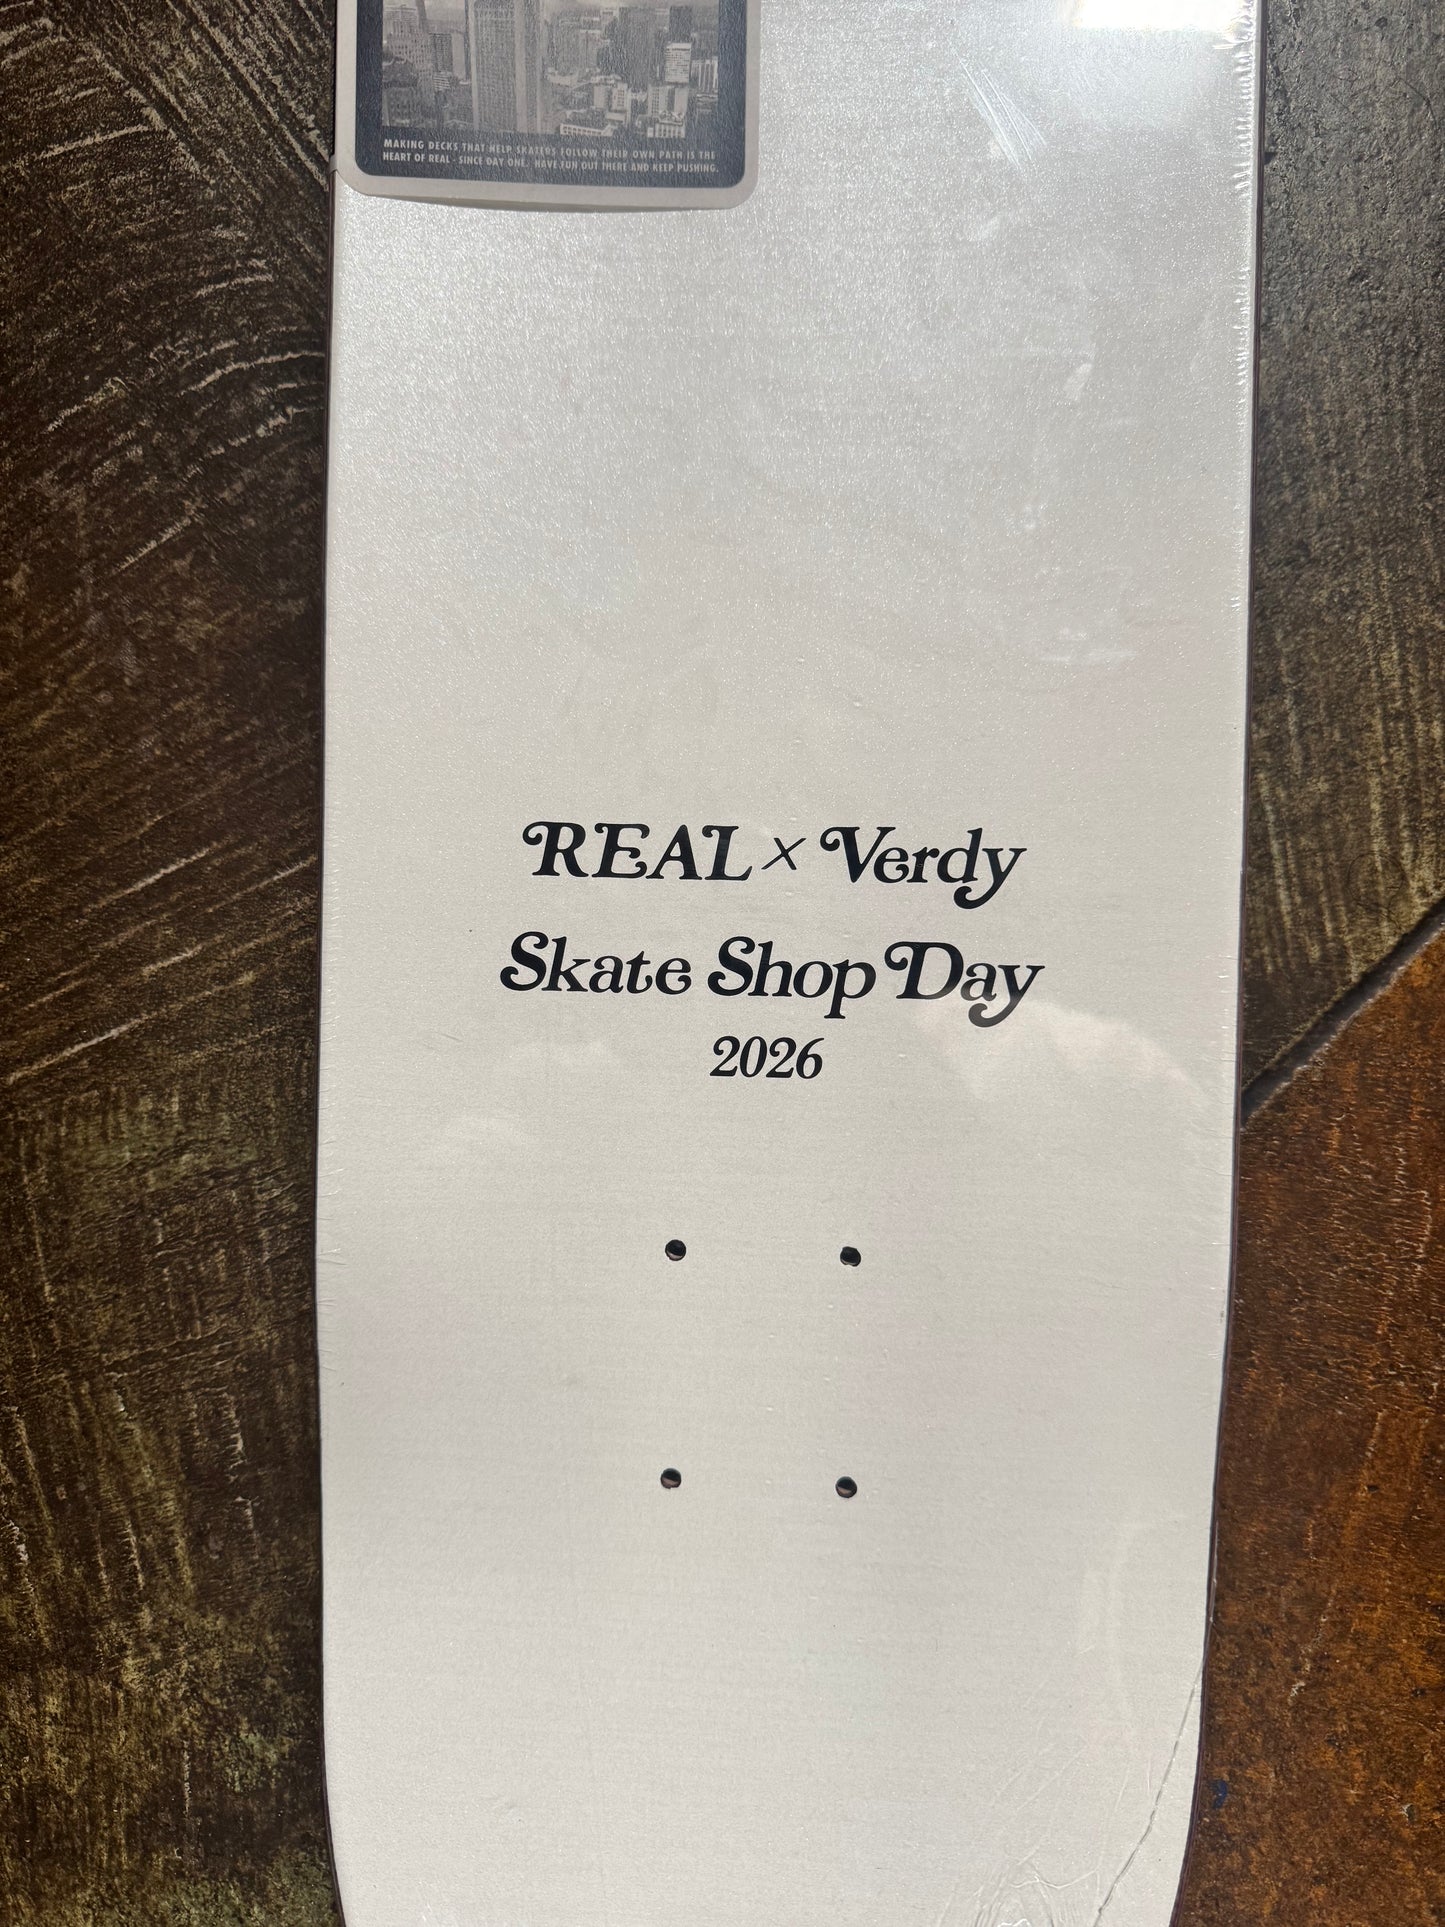 MAKING DECKS THAT HELP SKATERS FOLLOW THEIR OWN PATH IS THE
HEART OF REAL - SINCE DAY ONE. HAVE FUN OUT THERE AND KEEP PUSHING.
REAL x Verdy
Skate Shop Day
2026